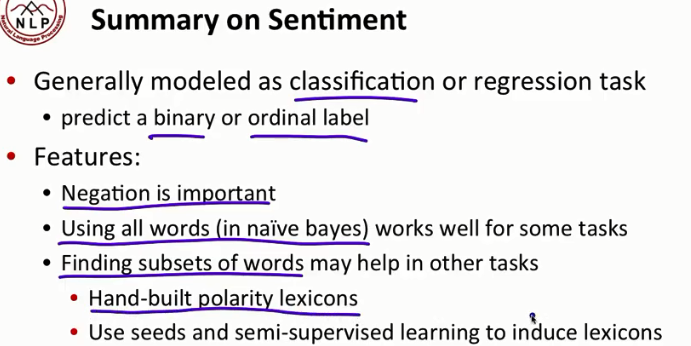 NLP
Natural Language Processing
Summary on Sentiment
• Generally modeled as classification or regression task
• predict a binary or ordinal label
• Features:
• Negation is important
• Using all words (in naïve bayes) works well for some tasks
• Finding subsets of words may help in other tasks
• Hand-built polarity lexicons
• Use seeds and semi-supervised learning to induce lexicons